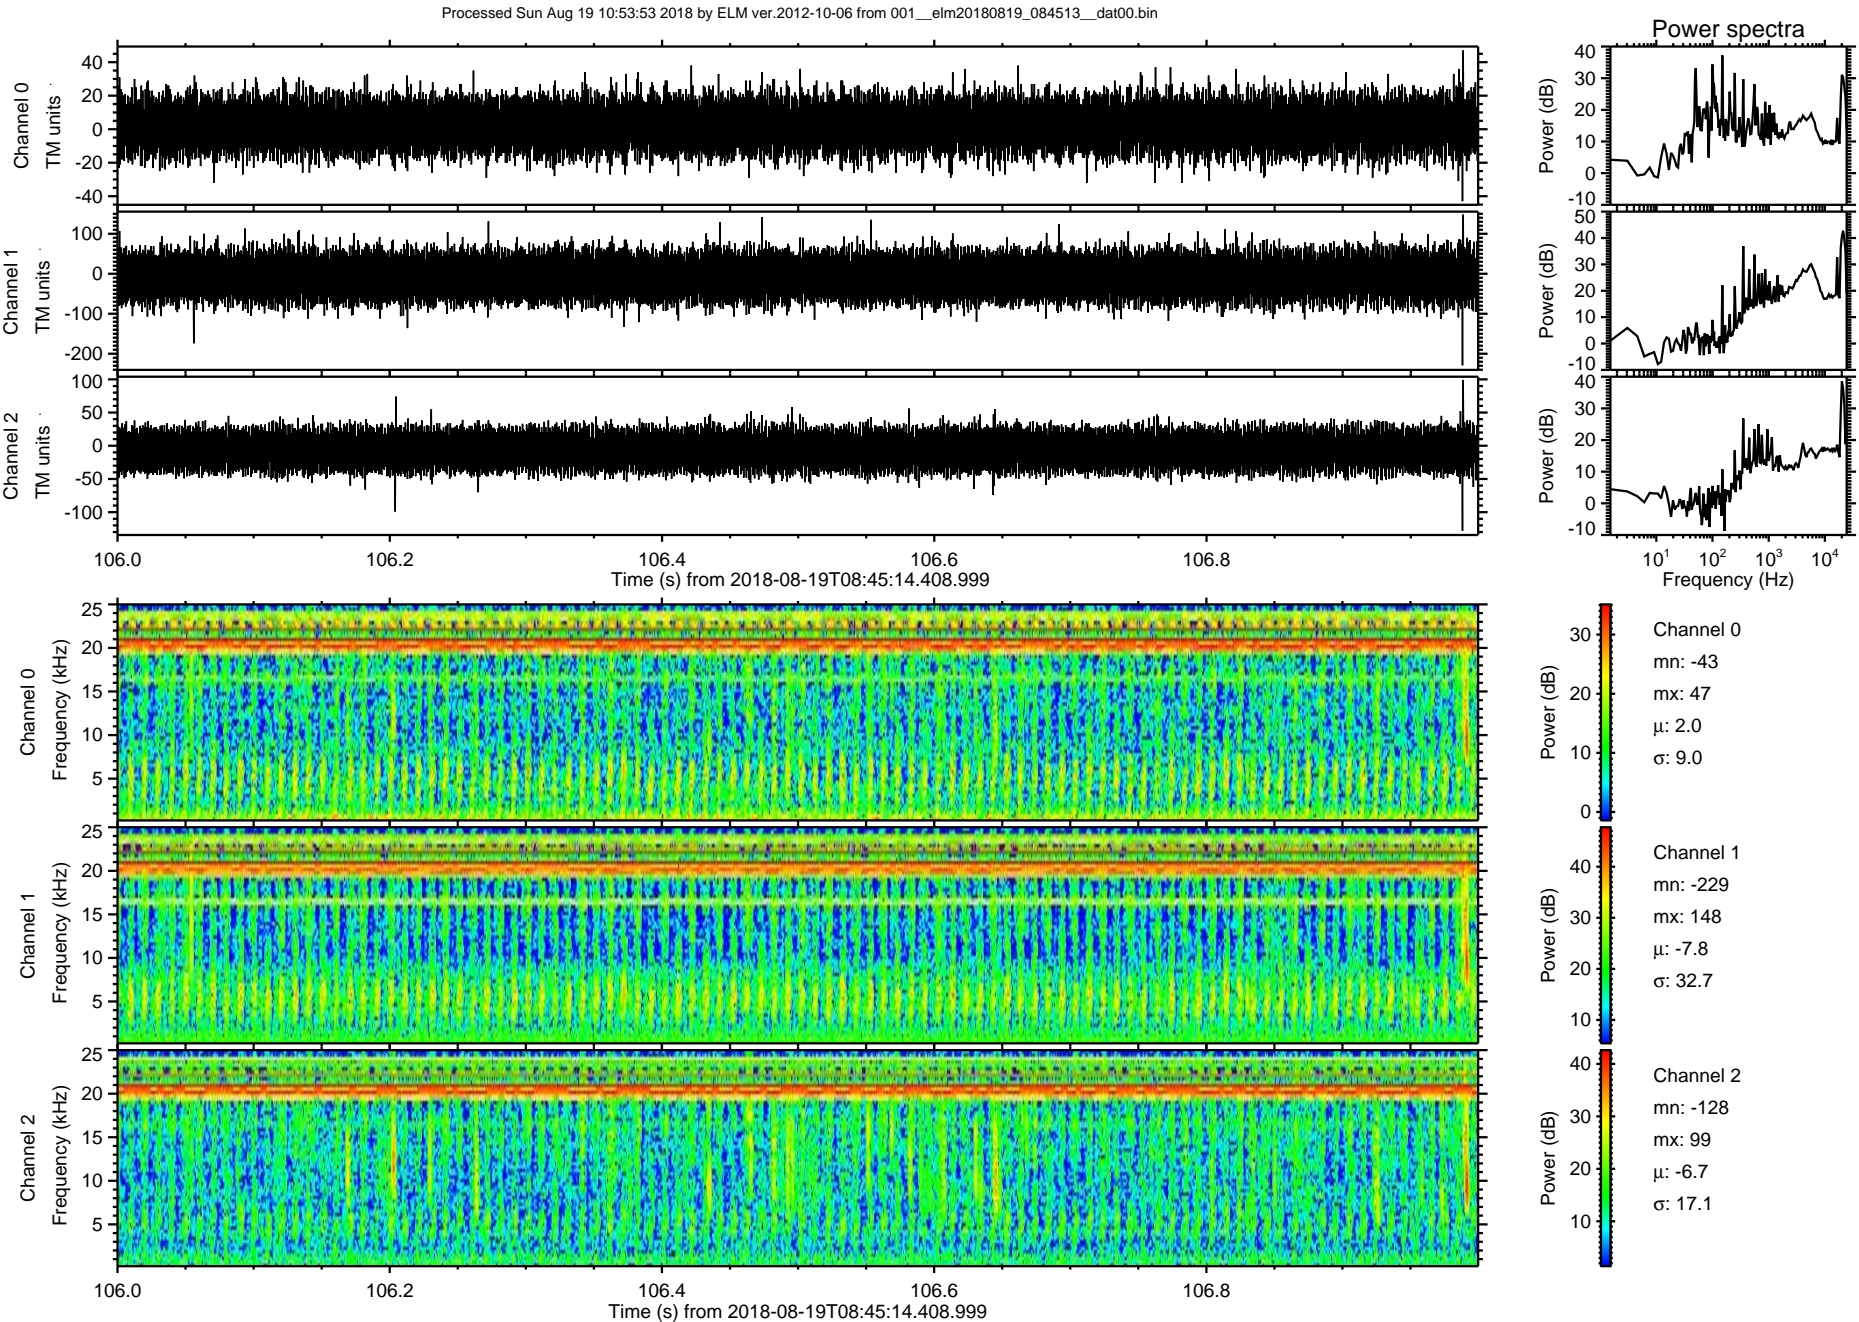 Processed Sun Aug 19 10:53:53 2018 by ELM ver.2012-10-06 from 001__elm20180819_084513__dat00.bin
Power spectra
Channel 0
TM units
40
20
0
-20
-40
Power (dB)
40
30
20
10
0
-10
Channel 1
TM units
100
0
-100
-200
Power (dB)
50
40
30
20
10
0
-10
Channel 2
TM units
100
50
0
-50
-100
Power (dB)
40
30
20
10
0
-10
106.0 106.2 106.4 106.6 106.8
Time (s) from 2018-08-19T08:45:14.408.999
10^1 10^2 10^3 10^4
Frequency (Hz)
Channel 0
Frequency (kHz)
25
20
15
10
5
Power (dB)
30
20
10
0
Channel 0
mn: -43
mx: 47
μ: 2.0
σ: 9.0
Channel 1
Frequency (kHz)
25
20
15
10
5
Power (dB)
40
30
20
10
Channel 1
mn: -229
mx: 148
μ: -7.8
σ: 32.7
Channel 2
Frequency (kHz)
25
20
15
10
5
Power (dB)
40
30
20
10
Channel 2
mn: -128
mx: 99
μ: -6.7
σ: 17.1
106.0 106.2 106.4 106.6 106.8
Time (s) from 2018-08-19T08:45:14.408.999